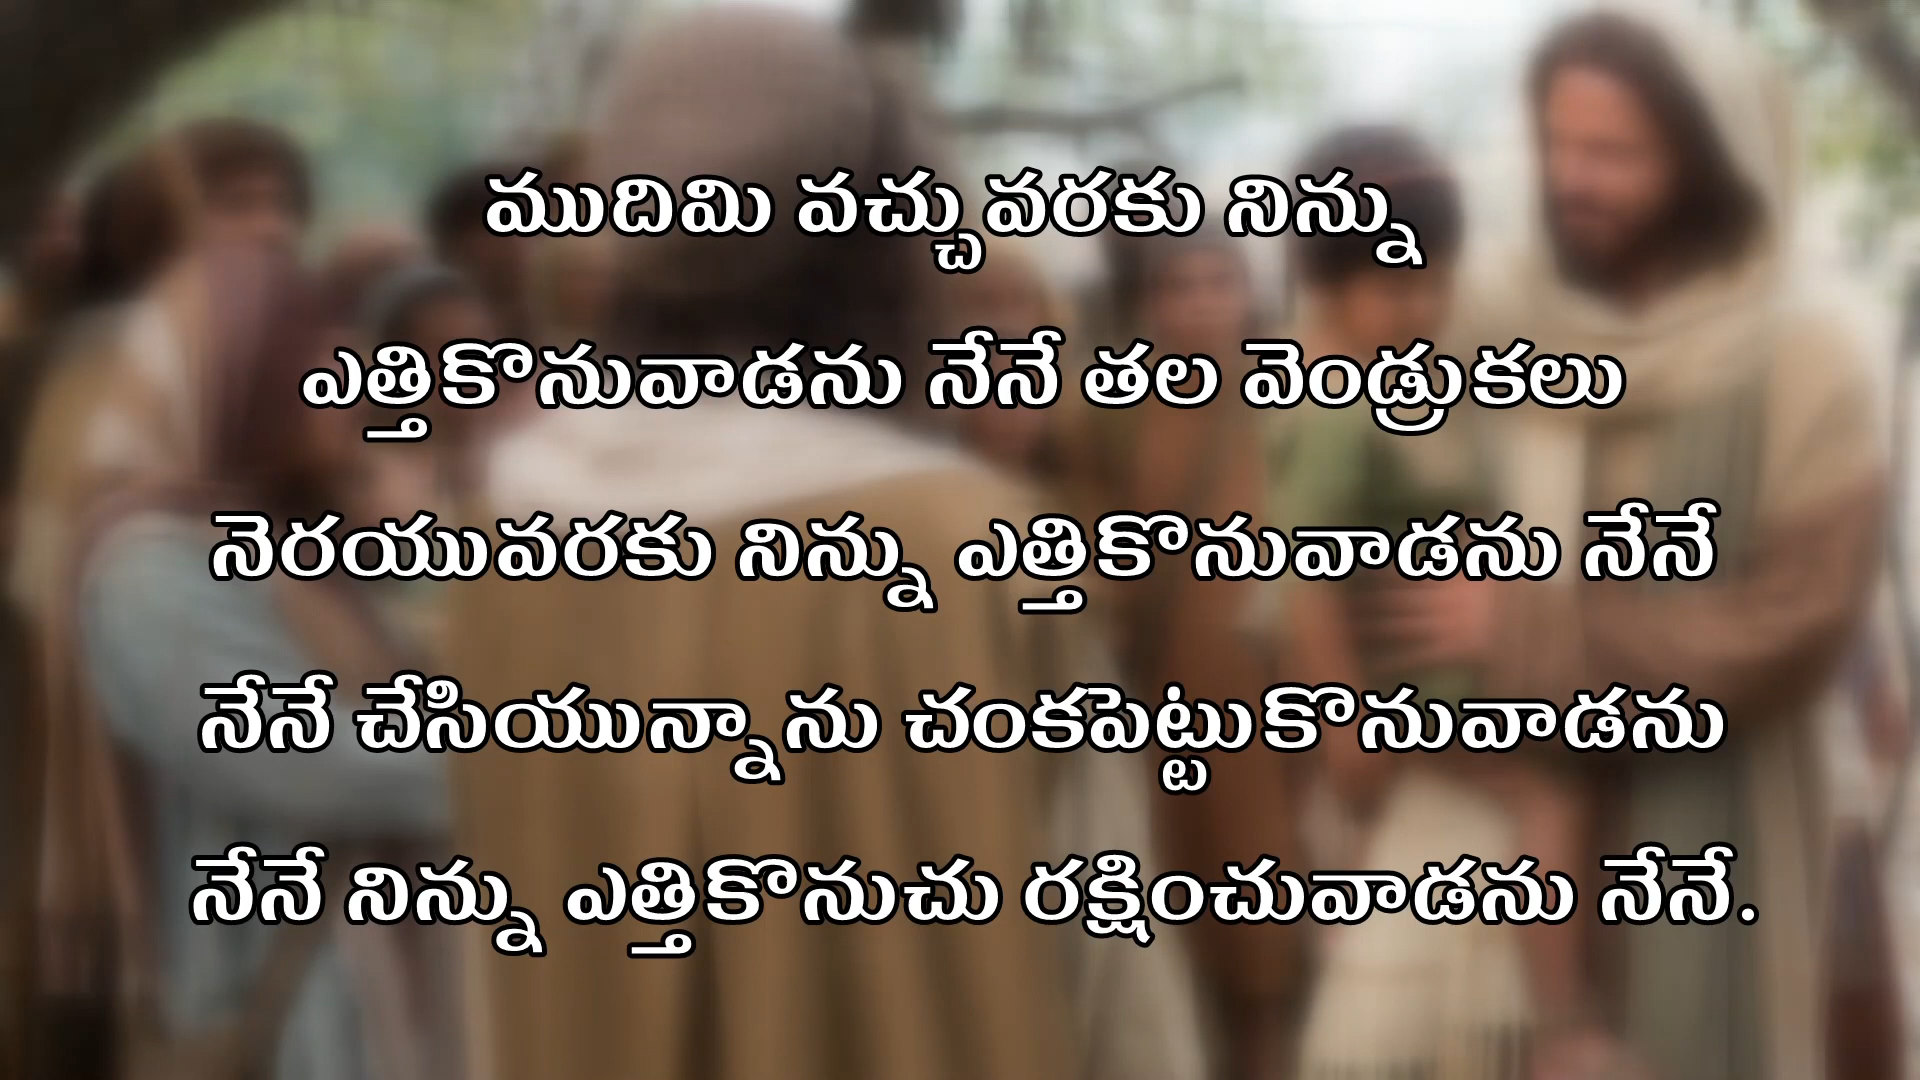 ముదిమి వచ్చువరకు నిన్ను
ఎత్తికొనువాడను నేనే తల వెండ్రుకలు
నెరయువరకు నిన్ను ఎత్తికొనువాడను నేనే
నేనే చేసియున్నాను చంకపెట్టుకొనువాడను
నేనే నిన్ను ఎత్తికొనుచు రక్షించువాడను నేనే.